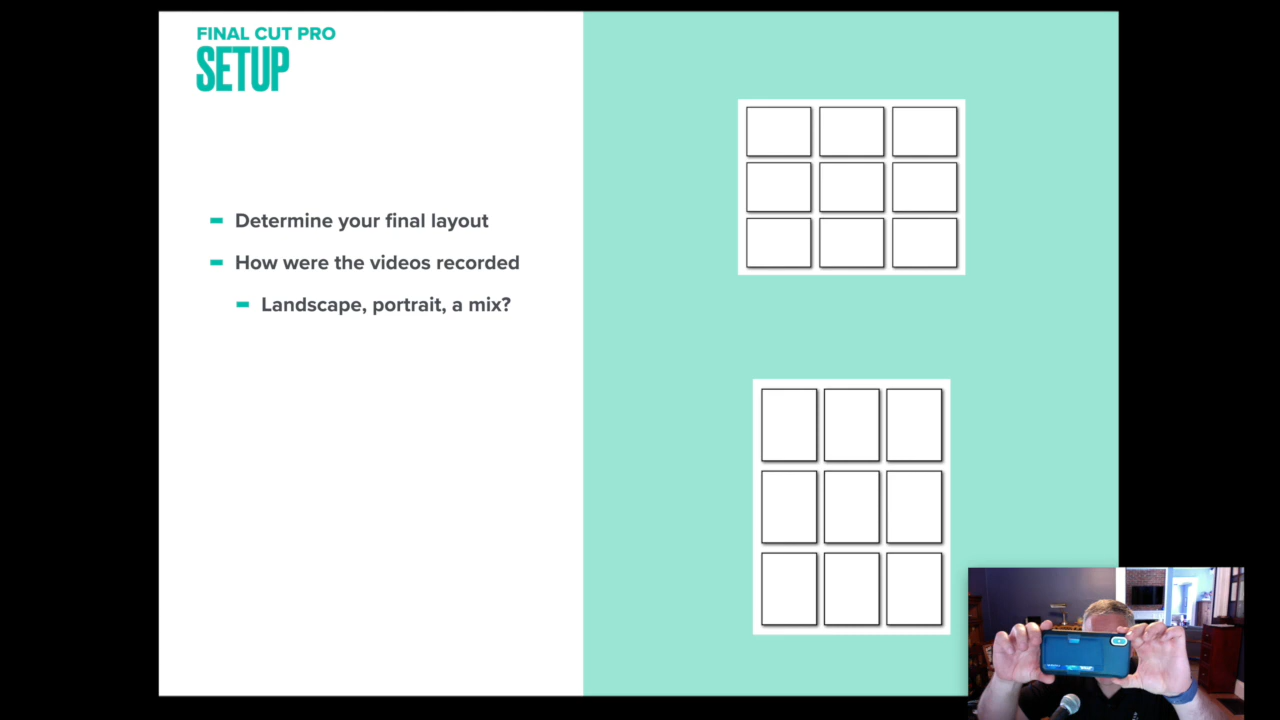 FINAL CUT PRO
SETUP
Determine your final layout
How were the videos recorded
Landscape, portrait, a mix?